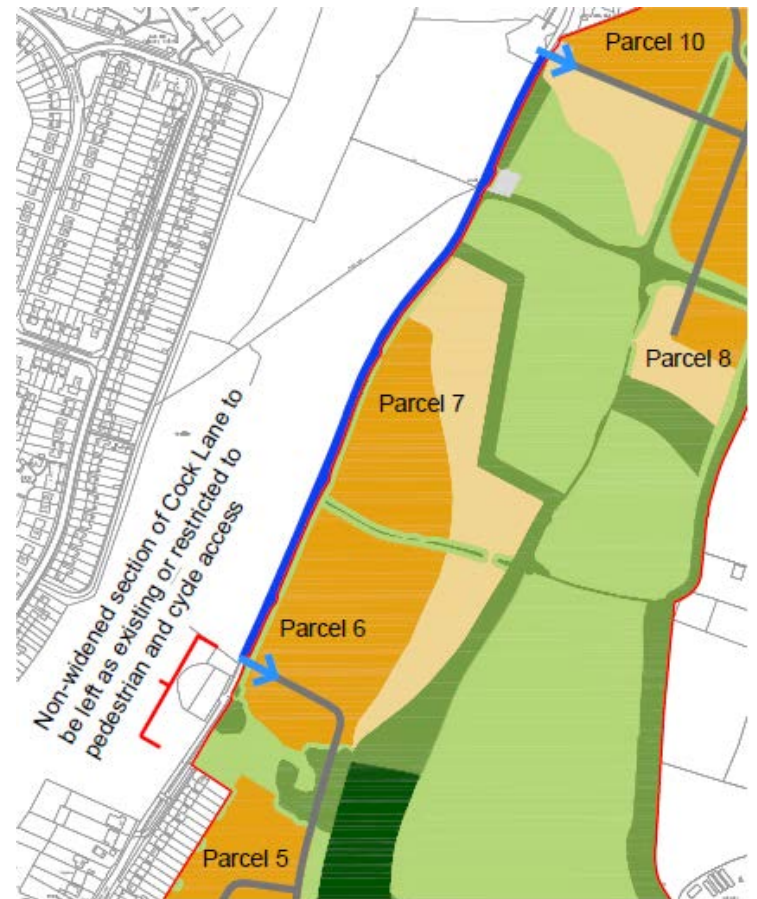 Parcel 10
Parcel 8
Parcel 7
Non-widened section of Cock Lane to
be left as existing or restricted to
pedestrian and cycle access
Parcel 6
Parcel 5